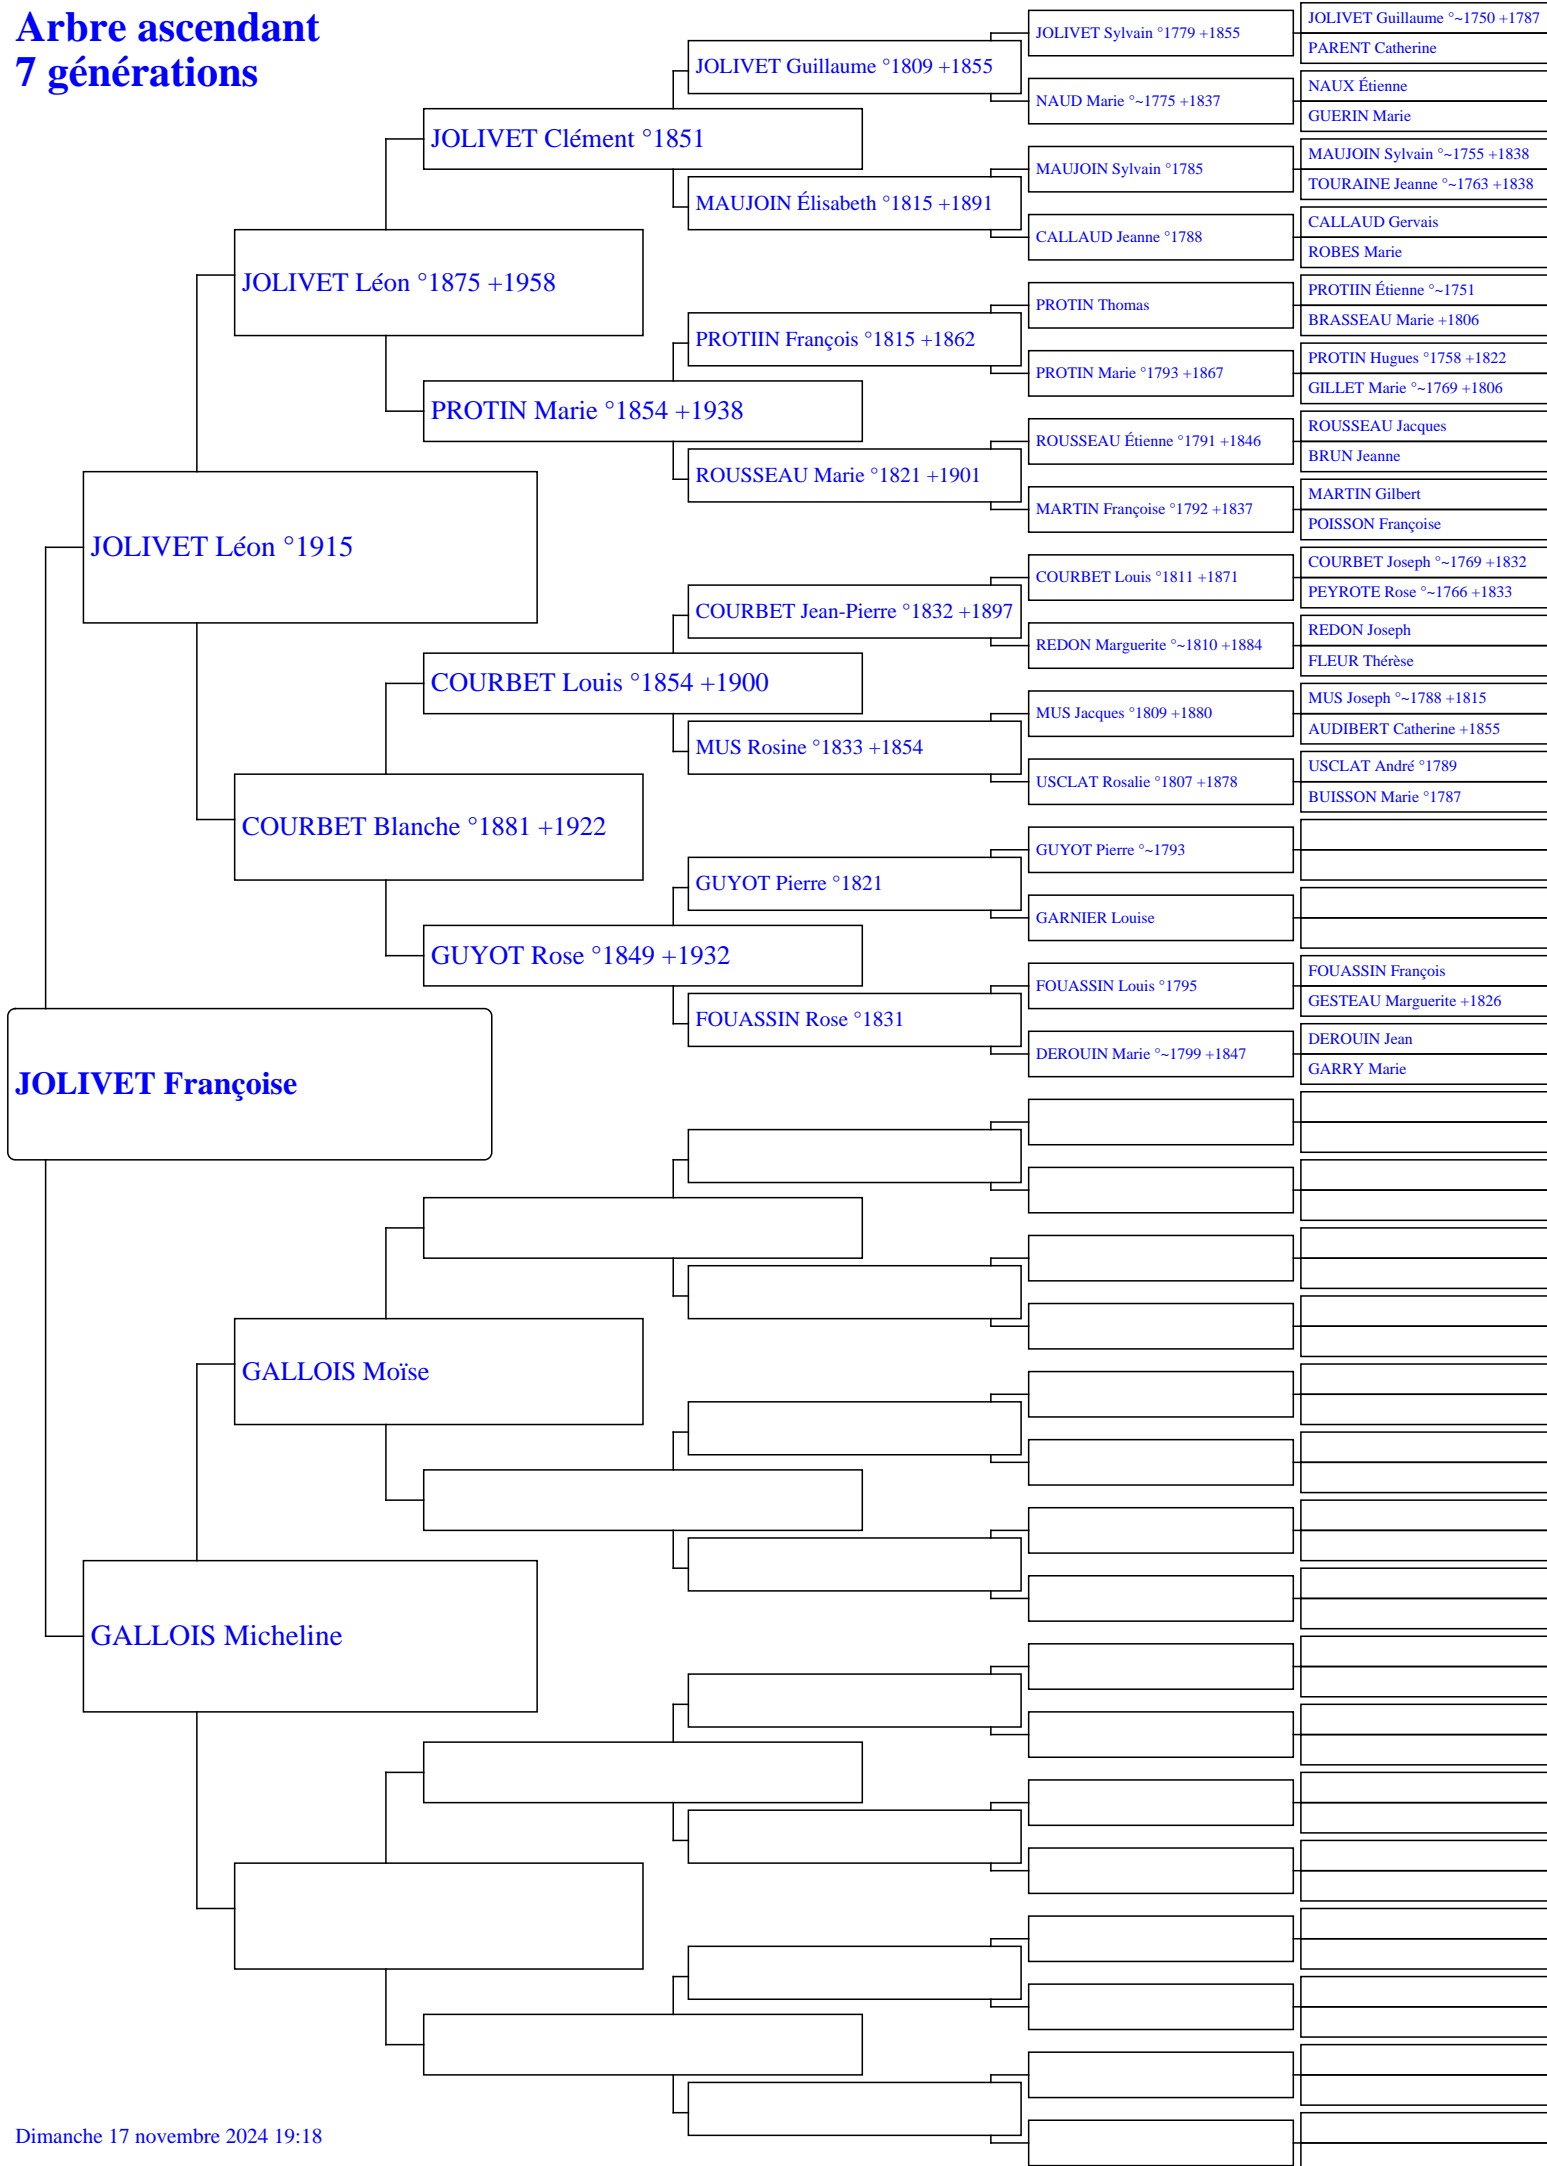 Arbre ascendant
7 générations
JOLIVET Françoise
JOLIVET Léon °1915
GALLOIS Micheline
JOLIVET Léon °1875 +1958
COURBET Blanche °1881 +1922
GALLOIS Moïse
JOLIVET Clément °1851
PROTIN Marie °1854 +1938
COURBET Louis °1854 +1900
GUYOT Rose °1849 +1932
JOLIVET Guillaume °1809 +1855
MAUJOIN Élisabeth °1815 +1891
PROTIIN François °1815 +1862
ROUSSEAU Marie °1821 +1901
COURBET Jean-Pierre °1832 +1897
MUS Rosine °1833 +1854
GUYOT Pierre °1821
FOUASSIN Rose °1831
JOLIVET Sylvain °1779 +1855
NAUD Marie °~1775 +1837
MAUJOIN Sylvain °1785
CALLAUD Jeanne °1788
PROTIN Thomas
PROTIN Marie °1793 +1867
ROUSSEAU Étienne °1791 +1846
MARTIN Françoise °1792 +1837
COURBET Louis °1811 +1871
REDON Marguerite °~1810 +1884
MUS Jacques °1809 +1880
USCLAT Rosalie °1807 +1878
GUYOT Pierre °~1793
GARNIER Louise
FOUASSIN Louis °1795
DEROUIN Marie °~1799 +1847
JOLIVET Guillaume °~1750 +1787
PARENT Catherine
NAUX Étienne
GUERIN Marie
MAUJOIN Sylvain °~1755 +1838
TOURAINE Jeanne °~1763 +1838
CALLAUD Gervais
ROBES Marie
PROTIIN Étienne °~1751
BRASSEAU Marie +1806
PROTIN Hugues °1758 +1822
GILLET Marie °~1769 +1806
ROUSSEAU Jacques
BRUN Jeanne
MARTIN Gilbert
POISSON Françoise
COURBET Joseph °~1769 +1832
PEYROTE Rose °~1766 +1833
REDON Joseph
FLEUR Thérèse
MUS Joseph °~1788 +1815
AUDIBERT Catherine +1855
USCLAT André °1789
BUISSON Marie °1787
FOUASSIN François
GESTEAU Marguerite +1826
DEROUIN Jean
GARRY Marie
Dimanche 17 novembre 2024 19:18